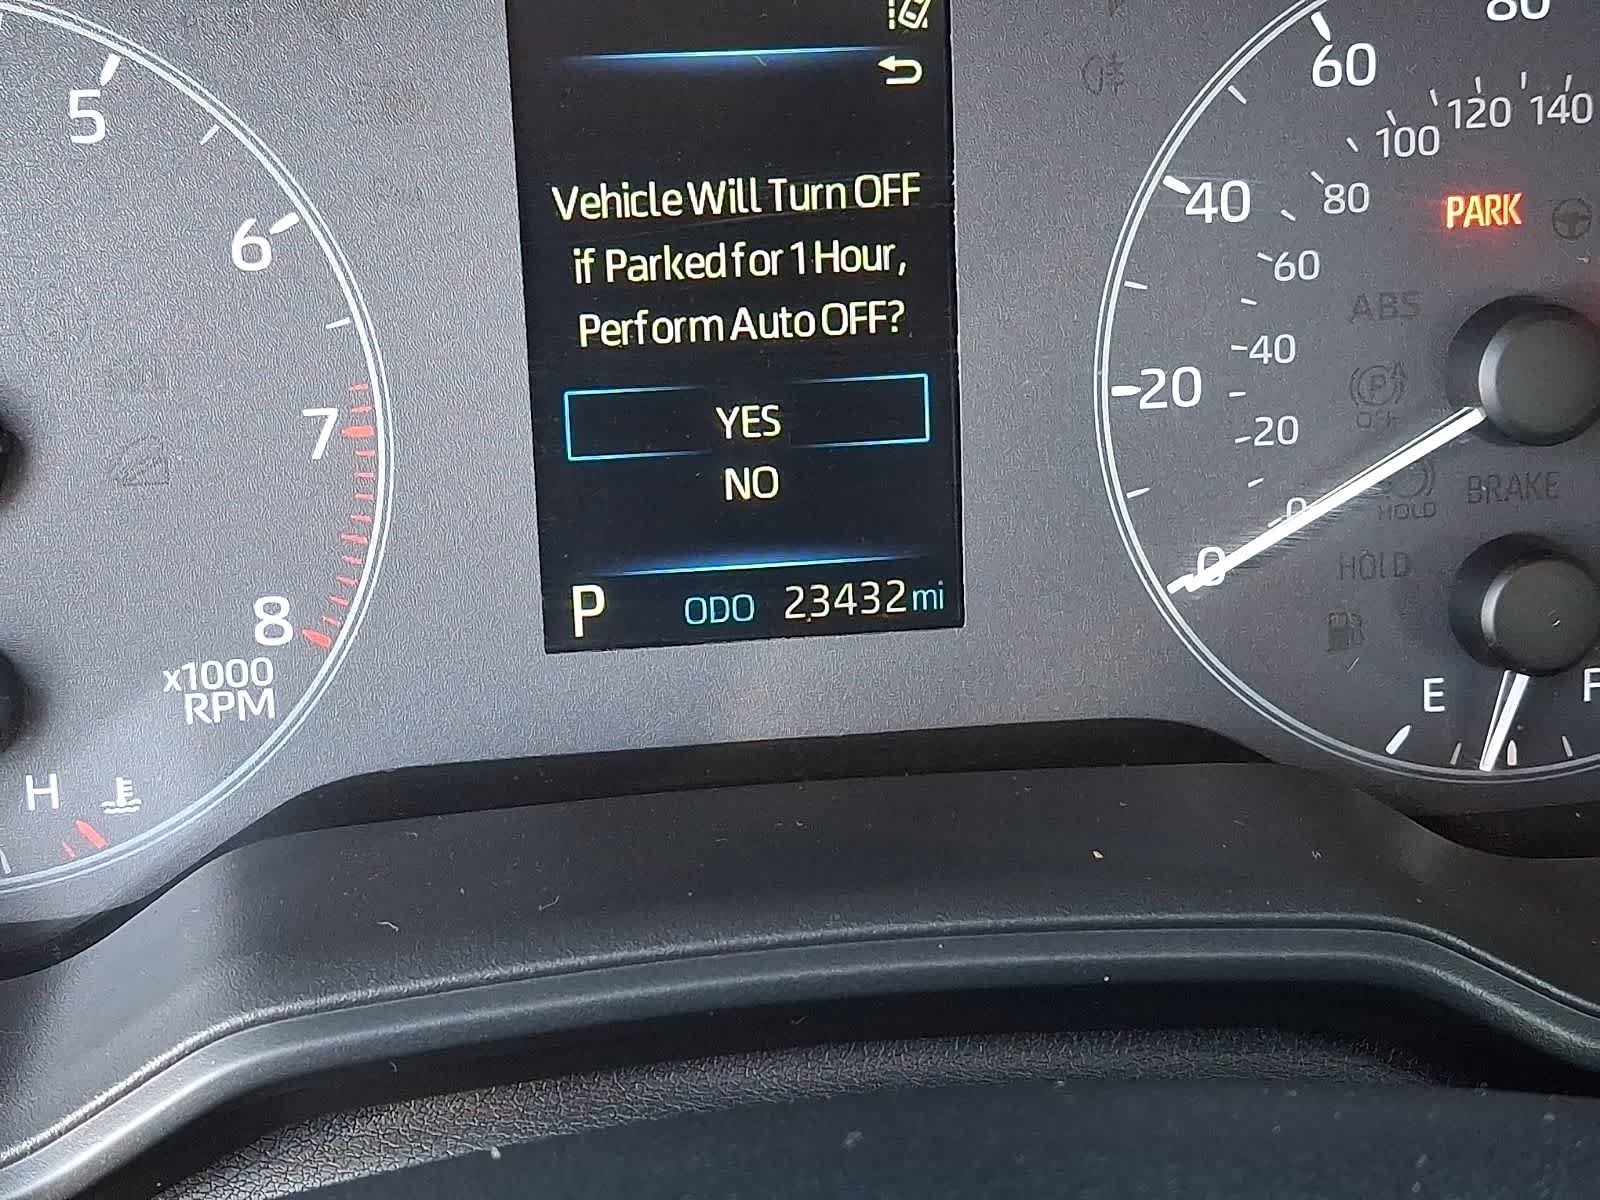 5
6
7
8
x1000
RPM
H
Vehicle Will Turn OFF
if Parked for 1 Hour,
Perform Auto OFF?
YES
NO
P ODO 23432 mi
80
60
40
20
0
140
120
100
80
60
40
20
0
PARK
ABS
P A
OFF
HOLD
BRAKE
HOLD
E F